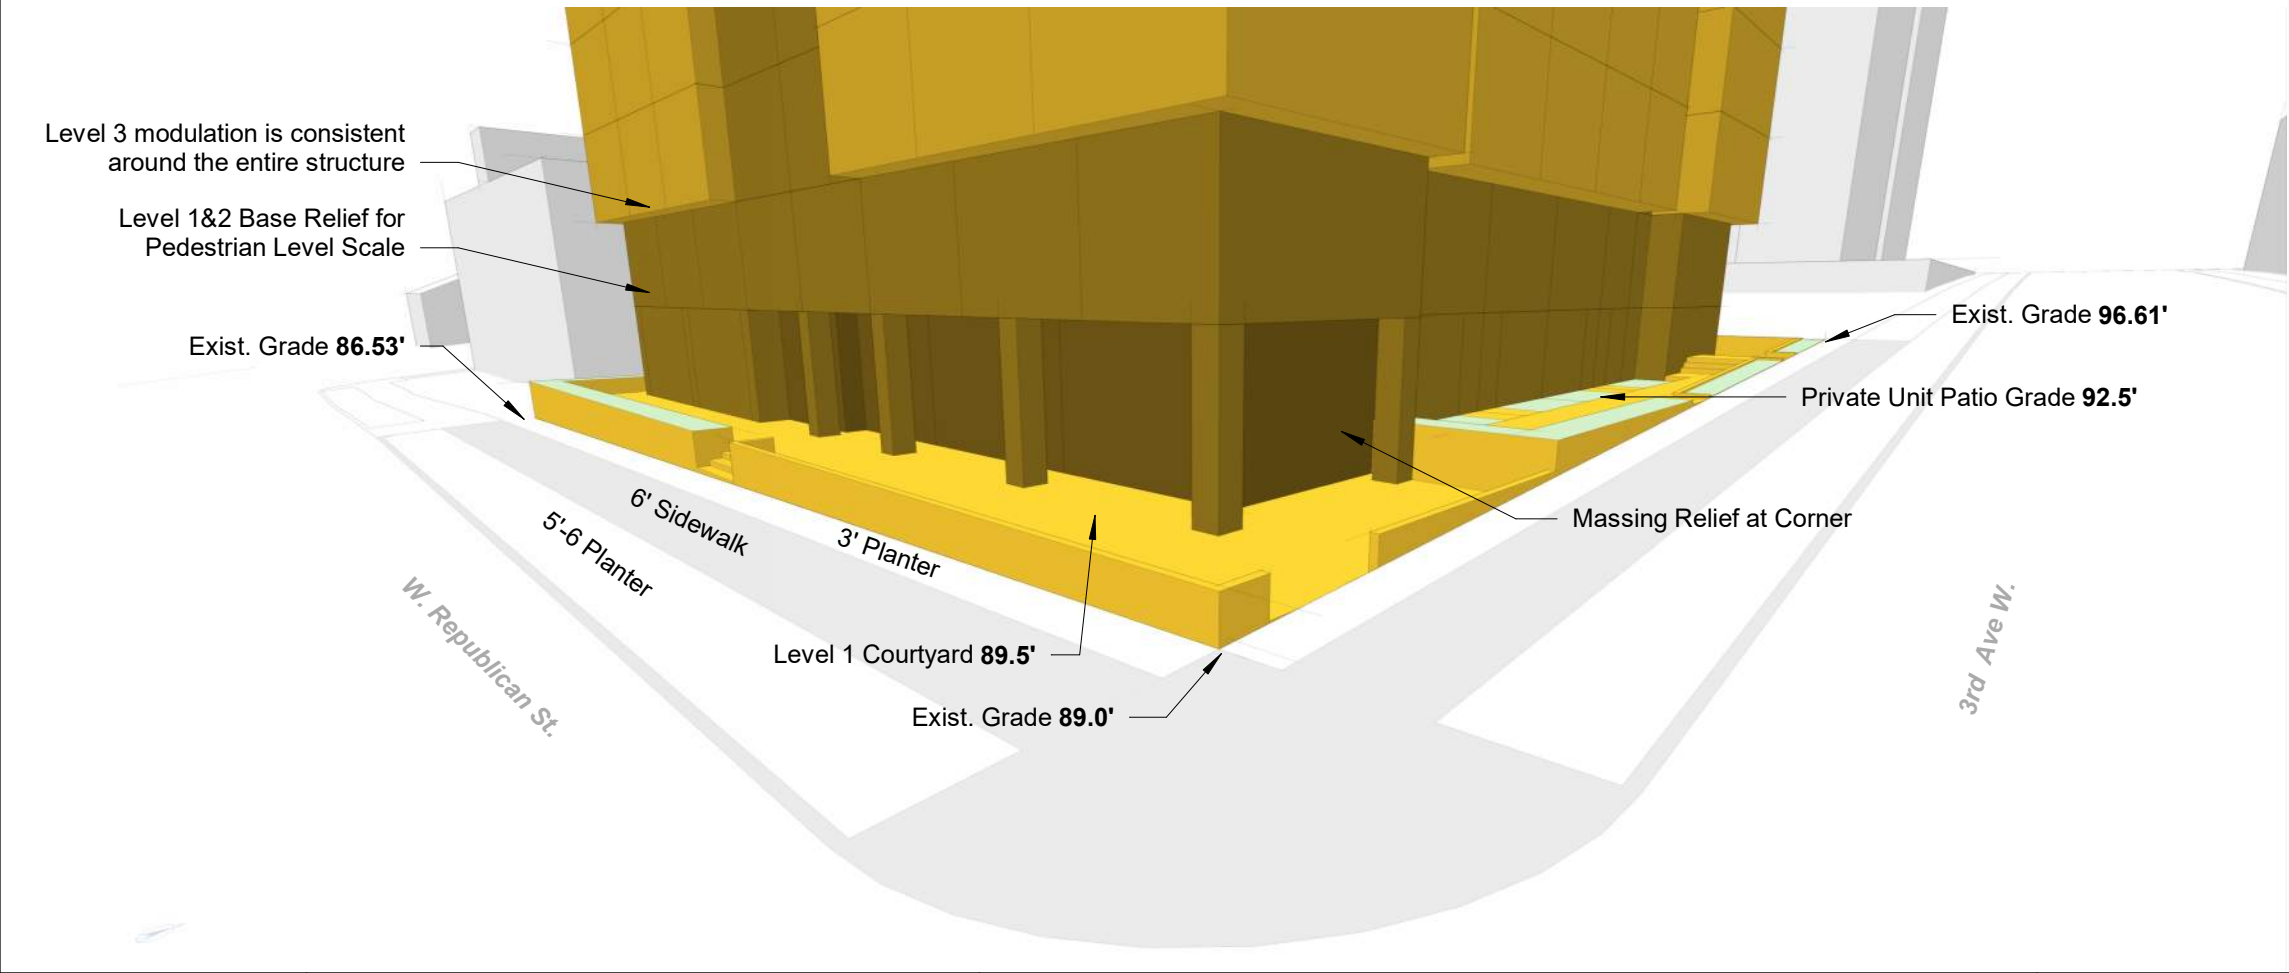 Level 3 modulation is consistent
around the entire structure
Level 1&2 Base Relief for
Pedestrian Level Scale
Exist. Grade 86.53'
Exist. Grade 96.61'
Private Unit Patio Grade 92.5'
Massing Relief at Corner
6' Sidewalk
5'-6 Planter
3' Planter
W. Republican St.
Level 1 Courtyard 89.5'
Exist. Grade 89.0'
3rd Ave W.